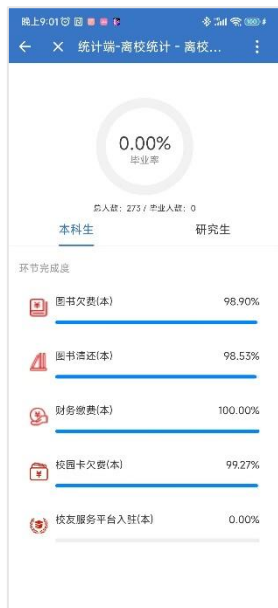 晚上9:01
100
统计端-离校统计 - 离校...
0.00%
毕业率
总人数: 273 / 毕业人数: 0
本科生 研究生
环节完成度
图书欠费(本) 98.90%
图书清还(本) 98.53%
财务缴费(本) 100.00%
校园卡欠费(本) 99.27%
校友服务平台入驻(本) 0.00%